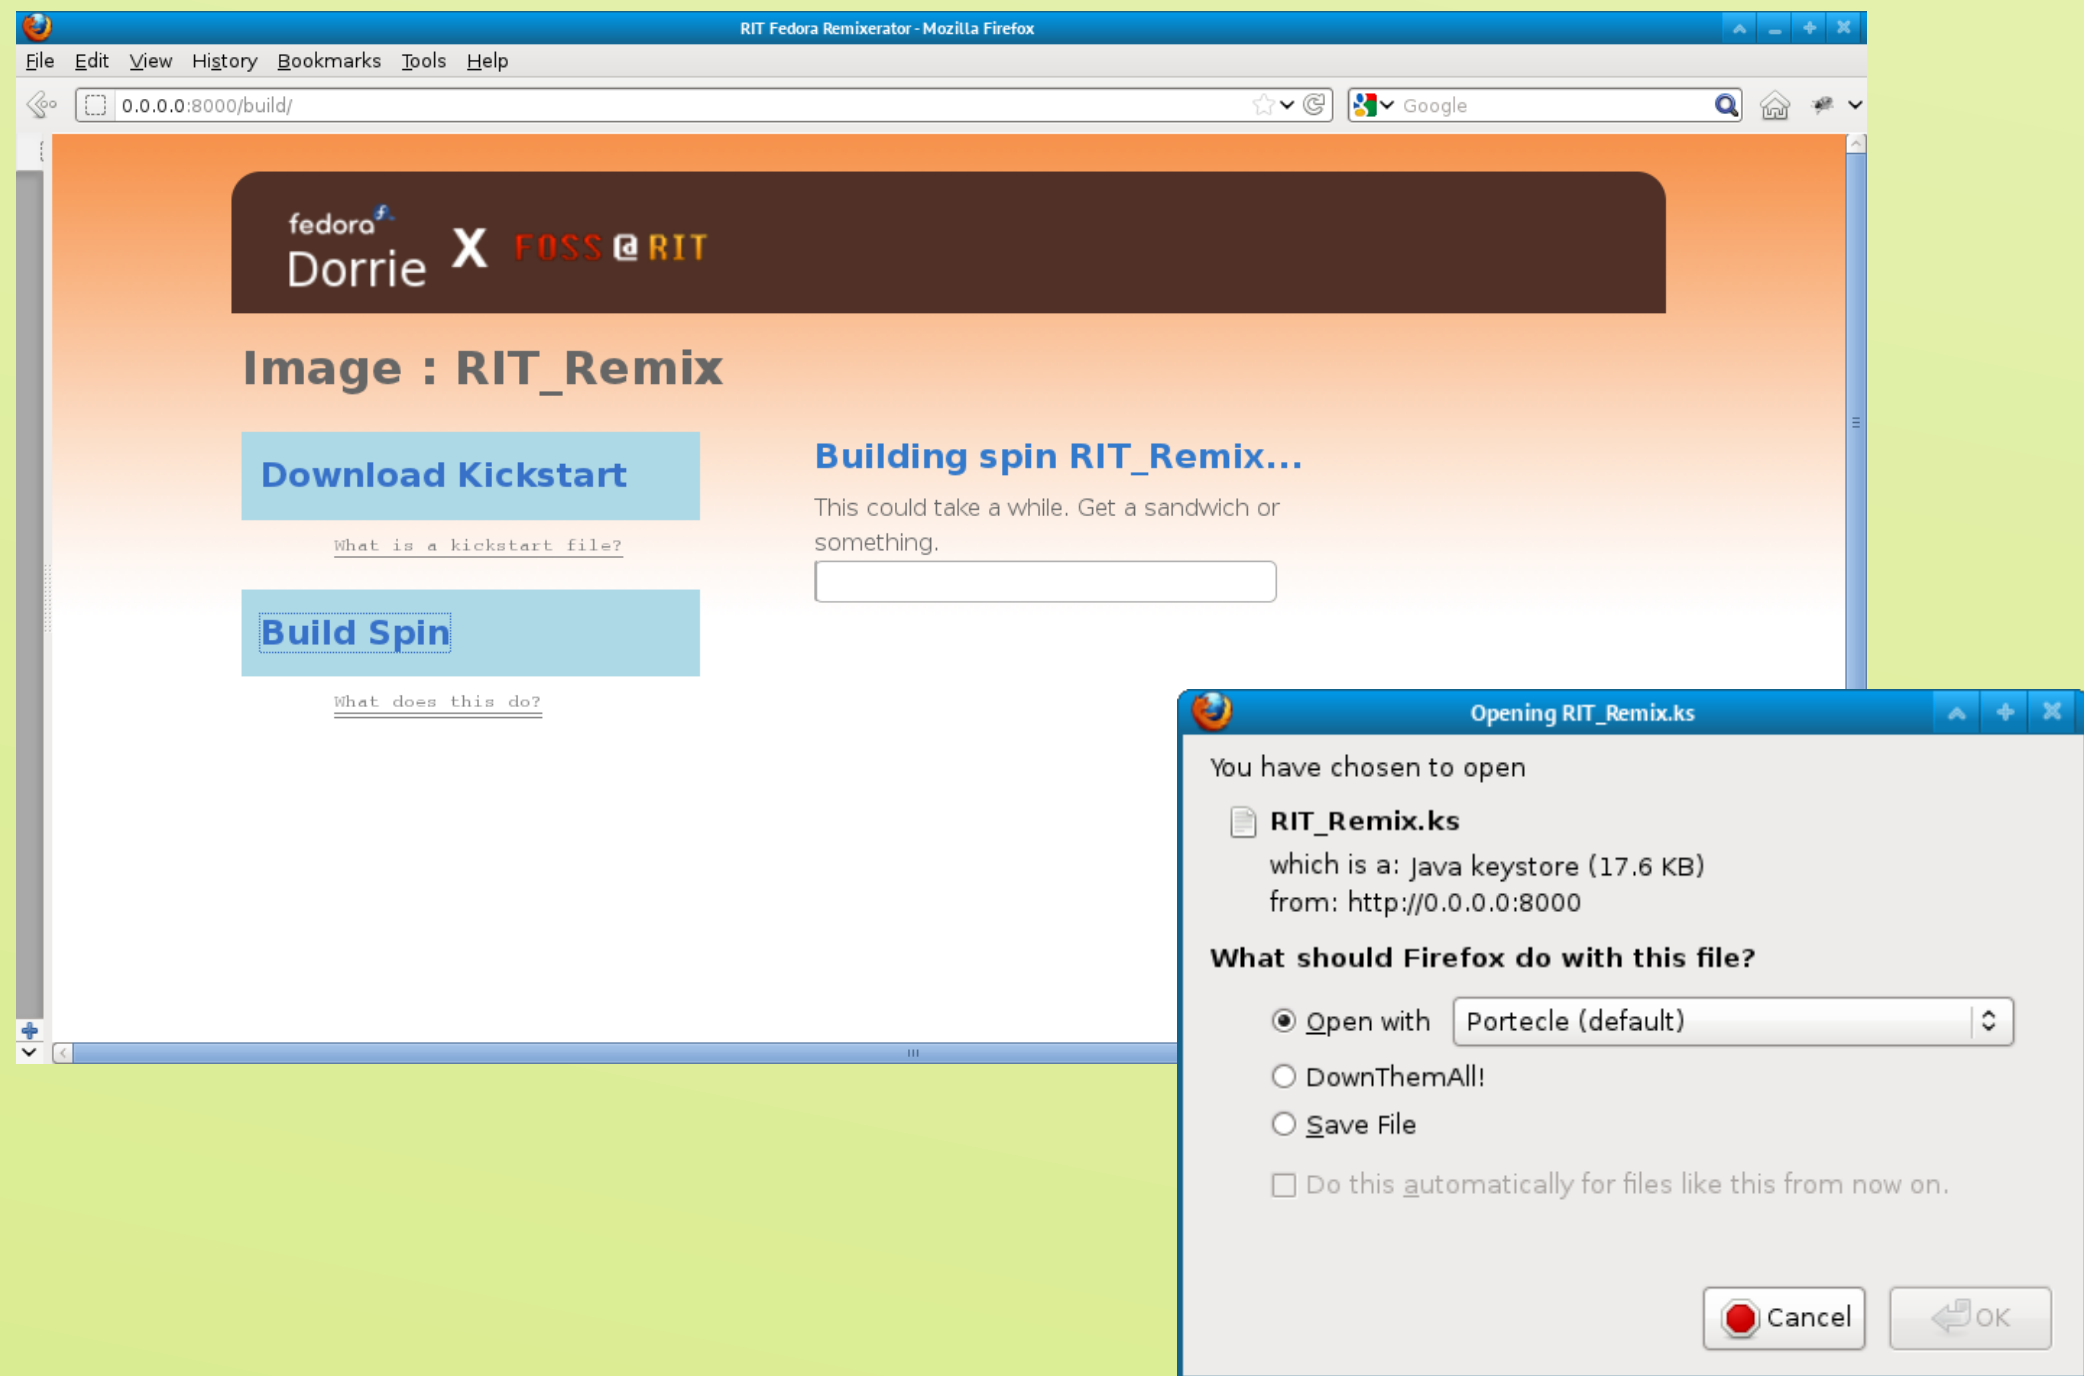 RIT Fedora Remixerator - Mozilla Firefox
File Edit View History Bookmarks Tools Help
0.0.0.0:8000/build/
Google
fedora
Dorrie X FOSS@RIT
Image : RIT_Remix
Download Kickstart
What is a kickstart file?
Build Spin
What does this do?
Building spin RIT_Remix...
This could take a while. Get a sandwich or
something.
Opening RIT_Remix.ks
You have chosen to open
RIT_Remix.ks
which is a: Java keystore (17.6 KB)
from: http://0.0.0.0:8000
What should Firefox do with this file?
Open with Portecle (default)
DownThemAll!
Save File
Do this automatically for files like this from now on.
Cancel OK